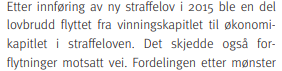 Etter innføring av ny straffelov i 2015 ble en del
lovbrudd flyttet fra vinningskapitlet til økonomi-
kapitlet i straffeloven. Det skjedde også for-
flytninger motsatt vei. Fordelingen etter mønster